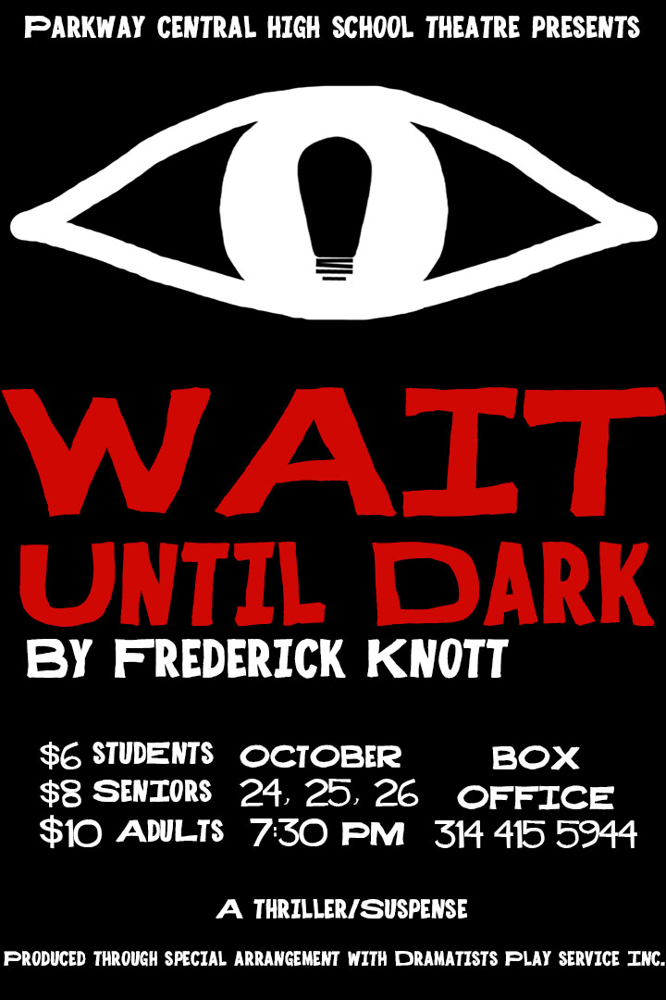 Parkway central high school theatre presents
WAIT
Until Dark
By Frederick Knott
$6 students
$8 Seniors
$10 Adults
October
24, 25, 26
7:30 PM
Box
Office
314 415 5944
A thriller/Suspense
Produced through special arrangement with Dramatists Play service Inc.